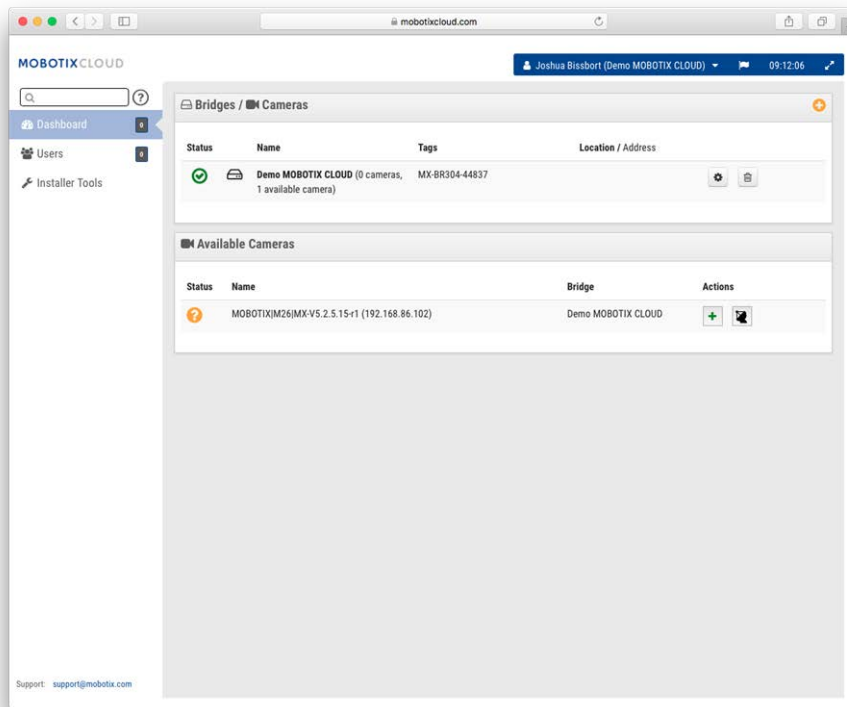 mobotixcloud.com
MOBOTIXCLOUD
Joshua Bissbort (Demo MOBOTIX CLOUD)
09:12:06
?
Dashboard
0
Users
0
Installer Tools
Bridges / Cameras
Status Name Tags Location / Address
Demo MOBOTIX CLOUD (0 cameras, MX-BR304-44837
1 available camera)
Available Cameras
Status Name Bridge Actions
? MOBOTIX|M26|MX-V5.2.5.15-r1 (192.168.86.102) Demo MOBOTIX CLOUD +
Support: support@mobotix.com